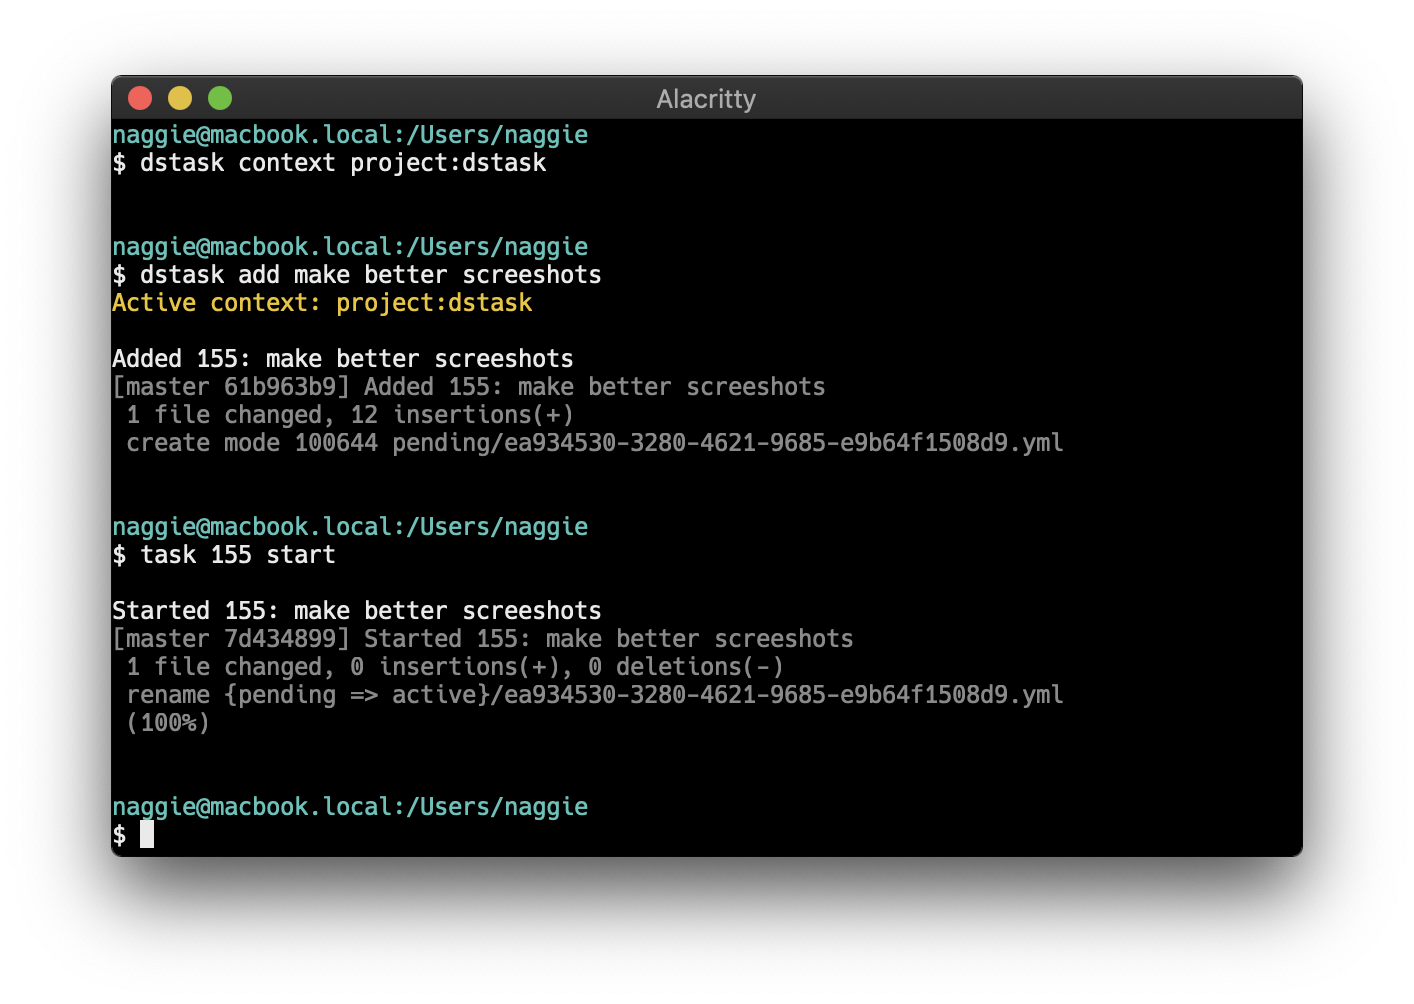 Alacritty
naggie@macbook.local:/Users/naggie
$ dstask context project:dstask
naggie@macbook.local:/Users/naggie
$ dstask add make better screeshots
Active context: project:dstask
Added 155: make better screeshots
[master 61b963b9] Added 155: make better screeshots
 1 file changed, 12 insertions(+)
 create mode 100644 pending/ea934530-3280-4621-9685-e9b64f1508d9.yml
naggie@macbook.local:/Users/naggie
$ task 155 start
Started 155: make better screeshots
[master 7d434899] Started 155: make better screeshots
 1 file changed, 0 insertions(+), 0 deletions(-)
 rename {pending => active}/ea934530-3280-4621-9685-e9b64f1508d9.yml
 (100%)
naggie@macbook.local:/Users/naggie
$